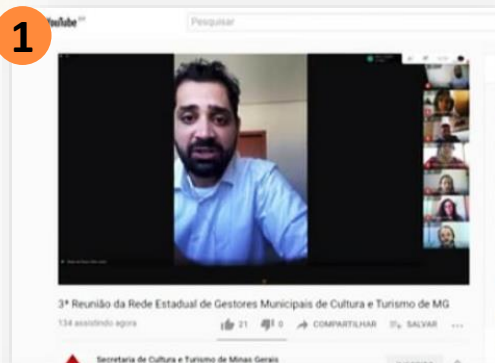 1
YouTube BR
Pesquisar
3ª Reunião da Rede Estadual de Gestores Municipais de Cultura e Turismo de MG
134 assistindo agora 21 0 COMPARTILHAR SALVAR ...
Secretaria de Cultura e Turismo de Minas Gerais